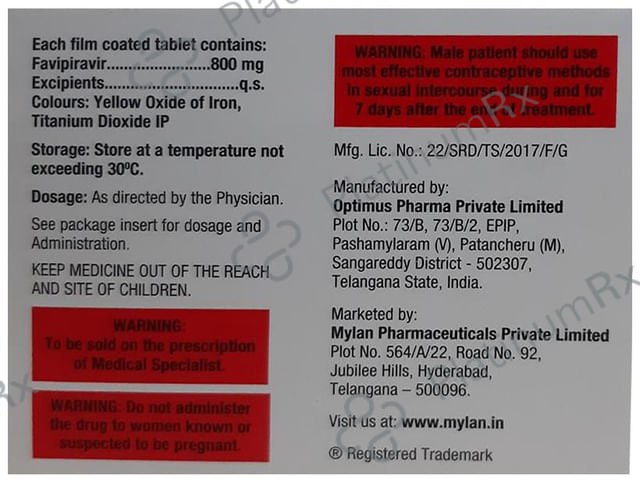 Each film coated tablet contains:
Favipiravir......................800 mg
Excipients............................q.s.
Colours: Yellow Oxide of Iron,
Titanium Dioxide IP
Storage: Store at a temperature not
exceeding 30⁰C.
Dosage: As directed by the Physician.
See package insert for dosage and
Administration.
KEEP MEDICINE OUT OF THE REACH
AND SITE OF CHILDREN.
WARNING:
To be sold on the prescription
of Medical Specialist.
WARNING: Do not administer
the drug to women known or
suspected to be pregnant.
WARNING: Male patient should use
most effective contraceptive methods
in sexual intercourse during and for
7 days after the end of treatment.
Mfg. Lic. No.: 22/SRD/TS/2017/F/G
Manufactured by:
Optimus Pharma Private Limited
Plot No.: 73/B, 73/B/2, EPIP,
Pashamylaram (V), Patancheru (M),
Sangareddy District - 502307,
Telangana State, India.
Marketed by:
Mylan Pharmaceuticals Private Limited
Plot No. 564/A/22, Road No. 92,
Jubilee Hills, Hyderabad,
Telangana – 500096.
Visit us at: www.mylan.in
® Registered Trademark
PlatinumRx
PlatinumRx